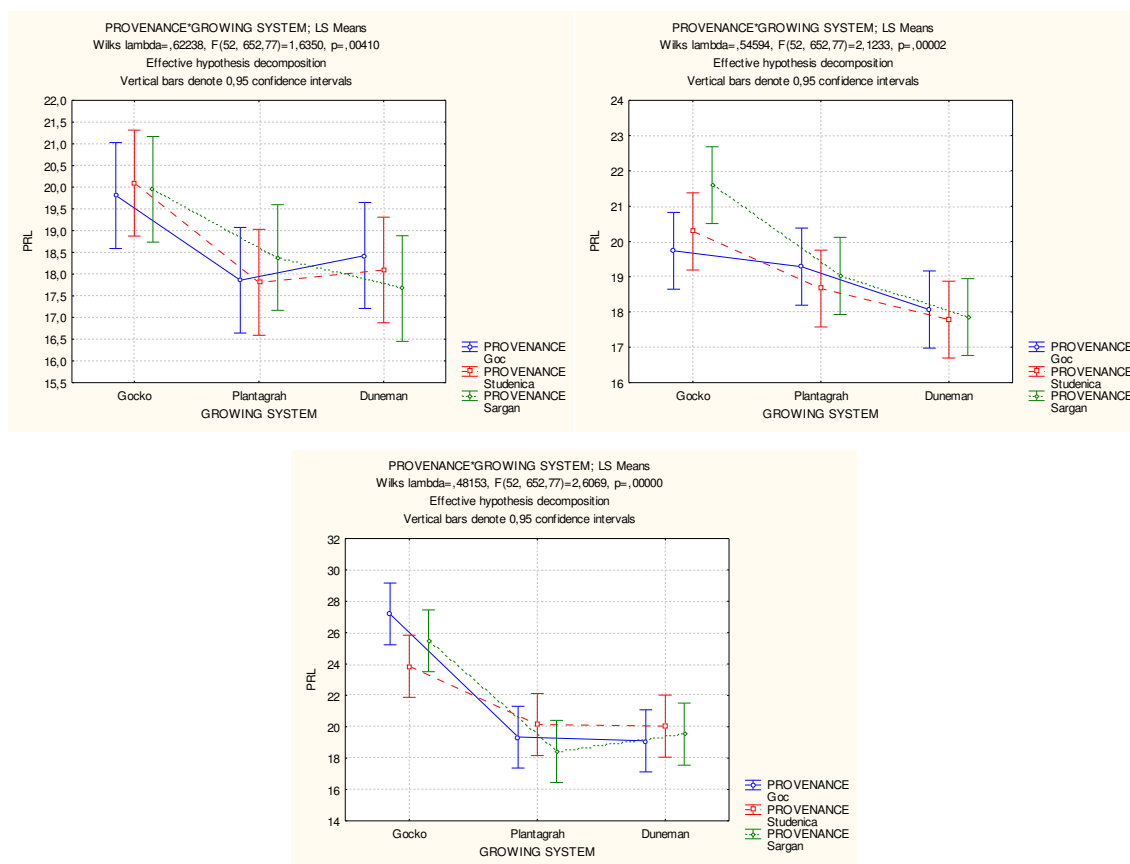 PROVENANCE*GROWING SYSTEM; LS Means
Wilks lambda=,62238, F(52, 652,77)=1,6350, p=,00410
Effective hypothesis decomposition
Vertical bars denote 0,95 confidence intervals
22,0
21,5
21,0
20,5
20,0
19,5
19,0
18,5
18,0
17,5
17,0
16,5
16,0
15,5
PRL
Gocko
Plantagrah
Duneman
GROWING SYSTEM
PROVENANCE
Goc
PROVENANCE
Studenica
PROVENANCE
Sargan
PROVENANCE*GROWING SYSTEM; LS Means
Wilks lambda=,54594, F(52, 652,77)=2,1233, p=,00002
Effective hypothesis decomposition
Vertical bars denote 0,95 confidence intervals
24
23
22
21
20
19
18
17
16
PRL
Gocko
Plantagrah
Duneman
GROWING SYSTEM
PROVENANCE
Goc
PROVENANCE
Studenica
PROVENANCE
Sargan
PROVENANCE*GROWING SYSTEM; LS Means
Wilks lambda=,48153, F(52, 652,77)=2,6069, p=,00000
Effective hypothesis decomposition
Vertical bars denote 0,95 confidence intervals
32
30
28
26
24
22
20
18
16
14
PRL
Gocko
Plantagrah
Duneman
GROWING SYSTEM
PROVENANCE
Goc
PROVENANCE
Studenica
PROVENANCE
Sargan